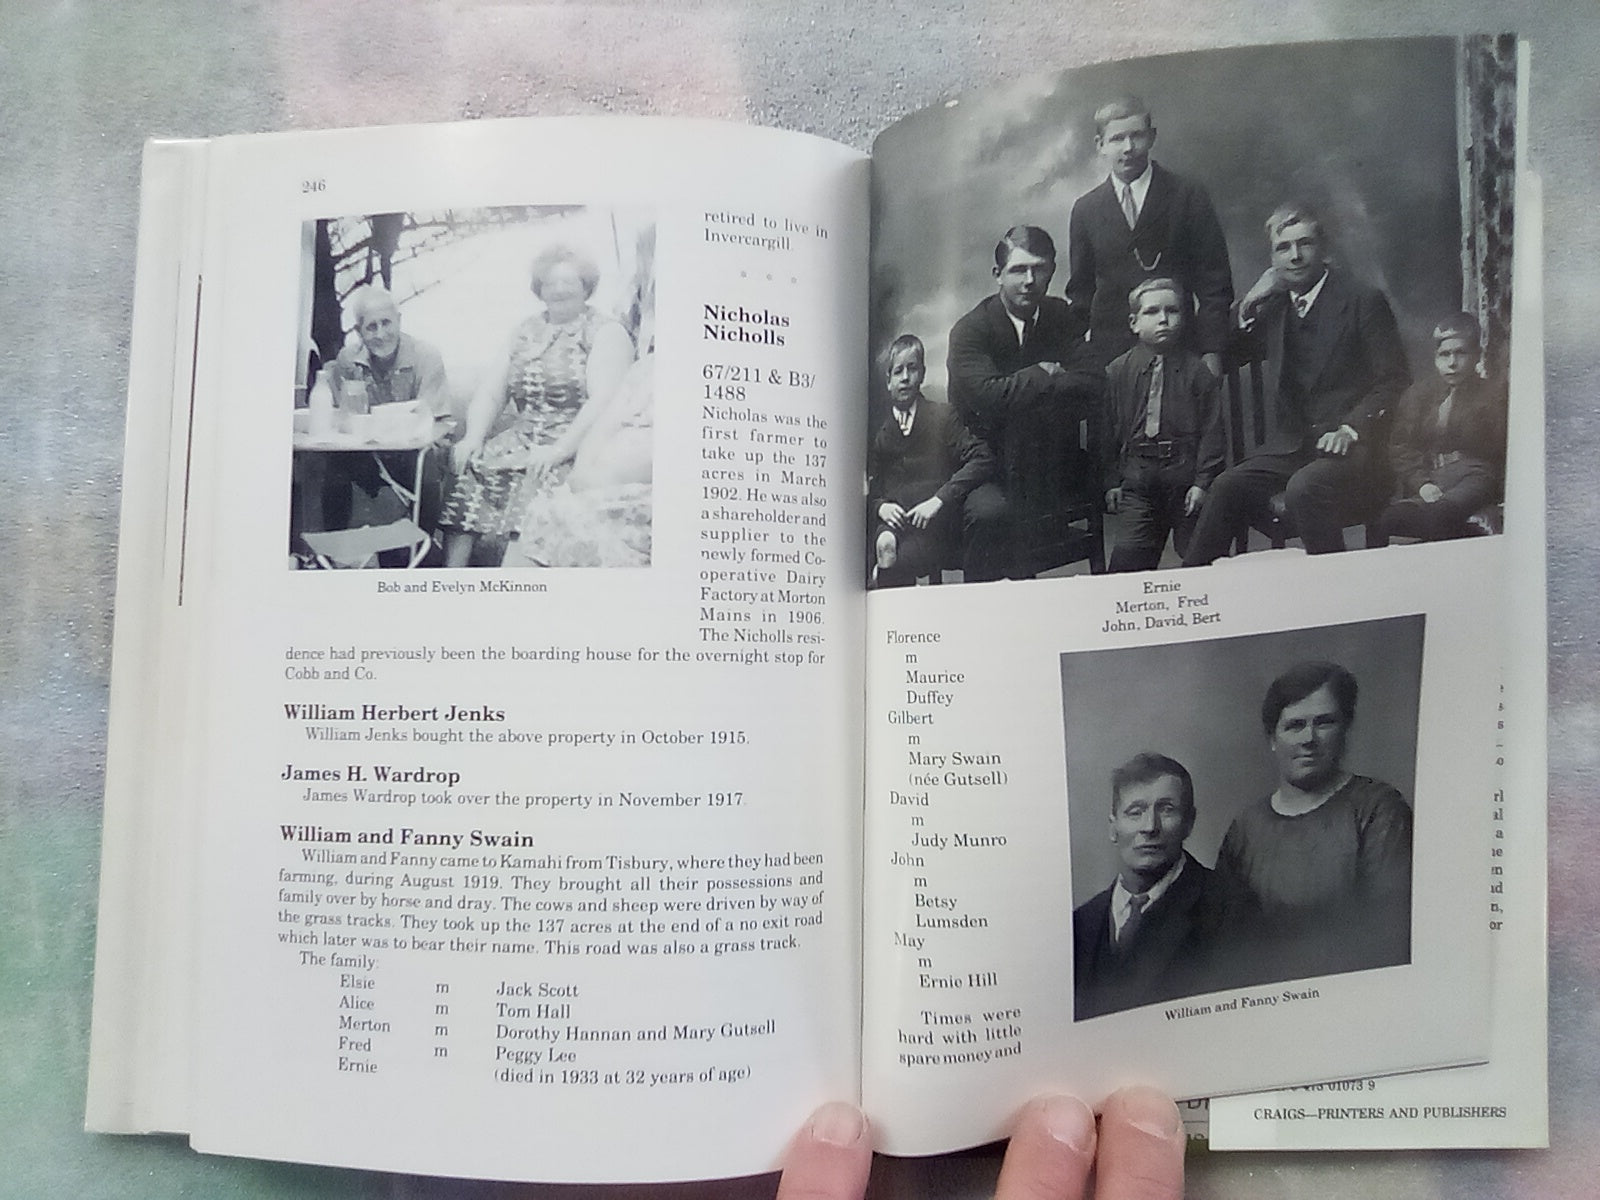 246
Bob and Evelyn McKinnon
retired to live in
Invercargill.
Nicholas
Nicholls
67/211 & B3/
1488
Nicholas was the
first farmer to
take up the 137
acres in March
1902. He was also
a shareholder and
supplier to the
newly formed Co-
operative Dairy
Factory at Morton
Mains in 1906.
The Nicholls resi-
dence had previously been the boarding house for the overnight stop for
Cobb and Co.
William Herbert Jenks
William Jenks bought the above property in October 1915.
James H. Wardrop
James Wardrop took over the property in November 1917.
William and Fanny Swain
William and Fanny came to Kamahi from Tisbury, where they had been
farming, during August 1919. They brought all their possessions and
family over by horse and dray. The cows and sheep were driven by way of
the grass tracks. They took up the 137 acres at the end of a no exit road
which later was to bear their name. This road was also a grass track.
The family:
Elsie m Jack Scott
Alice m Tom Hall
Merton m Dorothy Hannan and Mary Gutsell
Fred m Peggy Lee
Ernie (died in 1933 at 32 years of age)
Ernie
Merton, Fred
John, David, Bert
Florence
m
Maurice
Duffey
Gilbert
m
Mary Swain
(née Gutsell)
David
m
Judy Munro
John
m
Betsy
Lumsden
May
m
Ernie Hill
Times were
hard with little
spare money and
William and Fanny Swain
01073 9
CRAIGS—PRINTERS AND PUBLISHERS